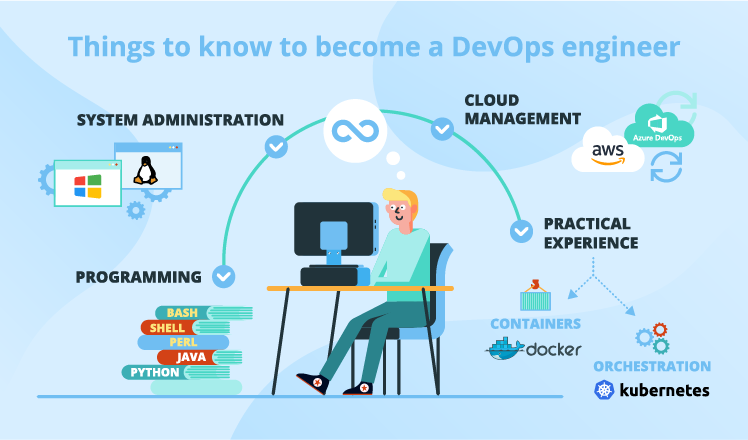 Things to know to become a DevOps engineer
SYSTEM ADMINISTRATION
CLOUD
MANAGEMENT
Azure DevOps
aws
PRACTICAL
EXPERIENCE
PROGRAMMING
BASH
SHELL
PERL
JAVA
PYTHON
CONTAINERS
docker
ORCHESTRATION
kubernetes